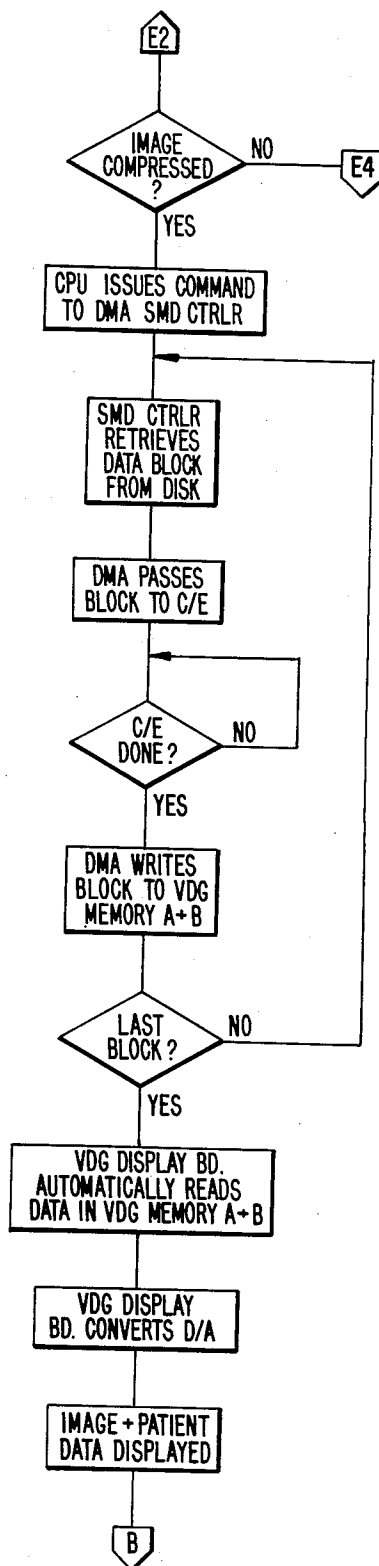 E2
IMAGE
COMPRESSED
?
NO
E4
YES
CPU ISSUES COMMAND
TO DMA SMD CTRLR
SMD CTRLR
RETRIEVES
DATA BLOCK
FROM DISK
DMA PASSES
BLOCK TO C/E
C/E
DONE?
NO
YES
DMA WRITES
BLOCK TO VDG
MEMORY A+B
LAST
BLOCK?
NO
YES
VDG DISPLAY BD.
AUTOMATICALLY READS
DATA IN VDG MEMORY A+B
VDG DISPLAY
BD. CONVERTS D/A
IMAGE+PATIENT
DATA DISPLAYED
B